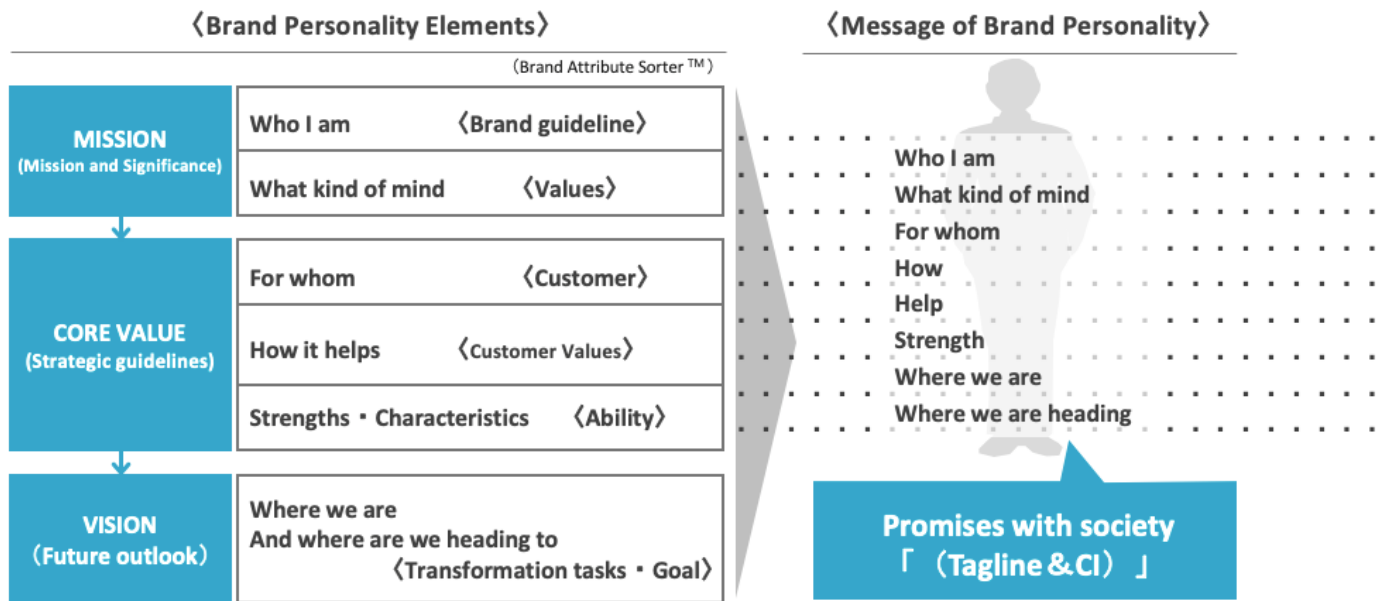 〈Brand Personality Elements〉
(Brand Attribute Sorter TM)
MISSION
(Mission and Significance)
Who I am 〈Brand guideline〉
What kind of mind 〈Values〉
CORE VALUE
(Strategic guidelines)
For whom 〈Customer〉
How it helps 〈Customer Values〉
Strengths・Characteristics 〈Ability〉
VISION
（Future outlook）
Where we are
And where are we heading to
〈Transformation tasks・Goal〉
〈Message of Brand Personality〉
Who I am
What kind of mind
For whom
How
Help
Strength
Where we are
Where we are heading
Promises with society
「（Tagline＆CI）」